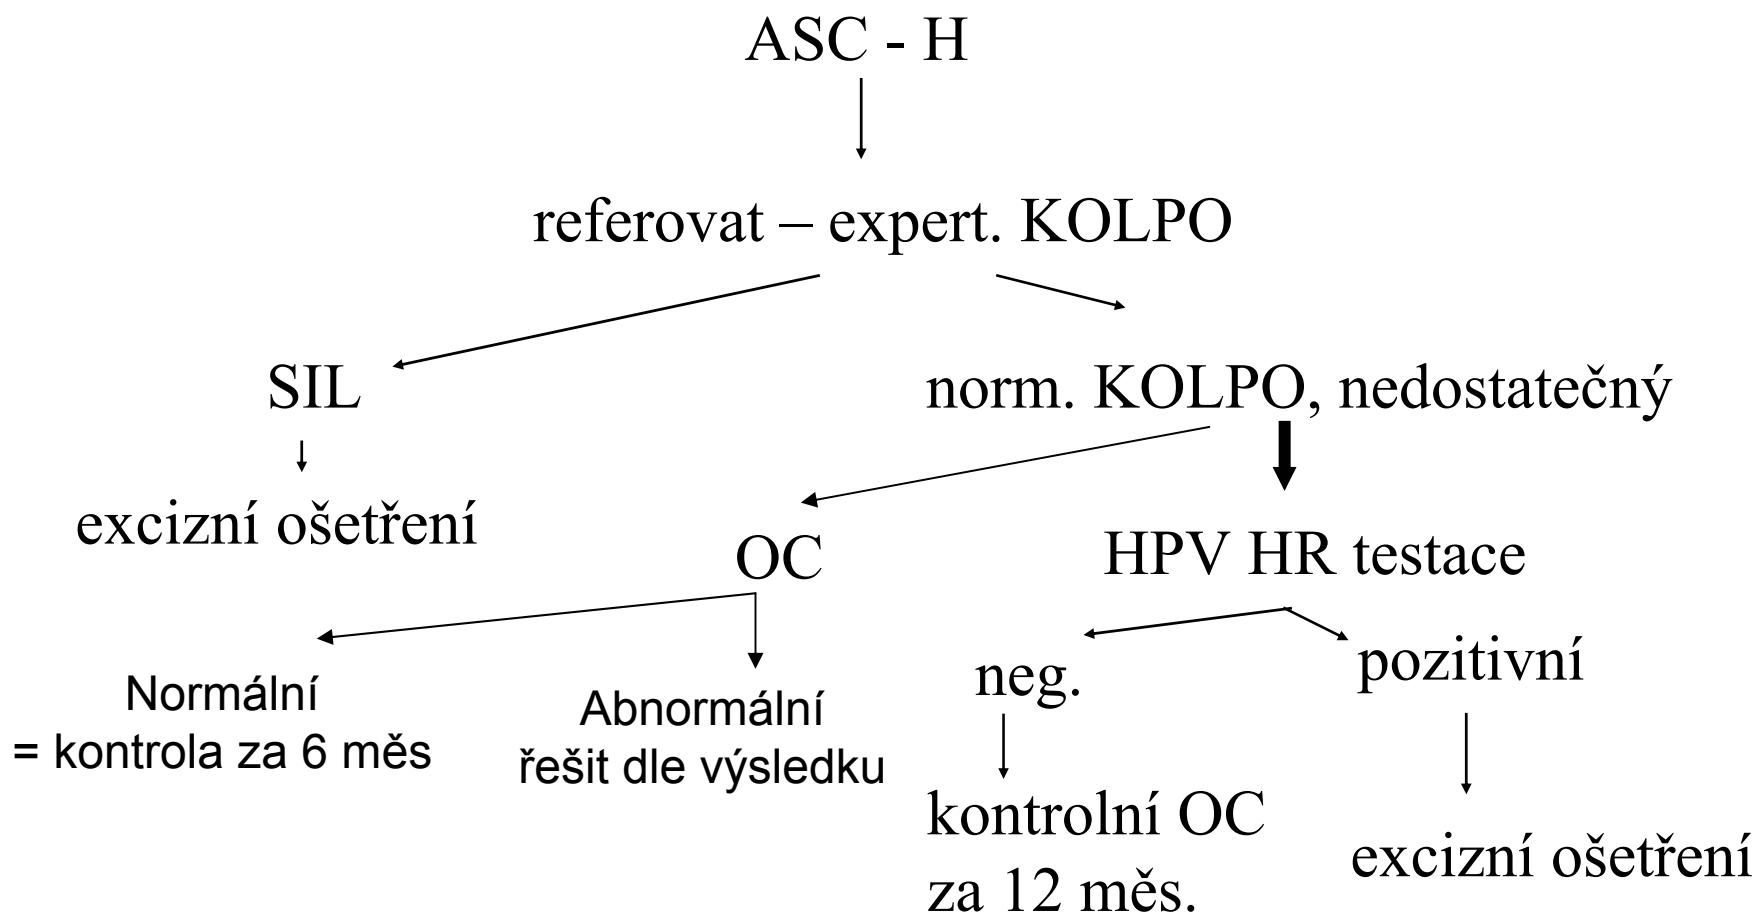 ASC - H
referovat – expert. KOLPO
SIL
norm. KOLPO, nedostatečný
excizní ošetření
OC
HPV HR testace
Normální
= kontrola za 6 měs
Abnormální
řešit dle výsledku
neg.
pozitivní
kontrolní OC
za 12 měs.
excizní ošetření